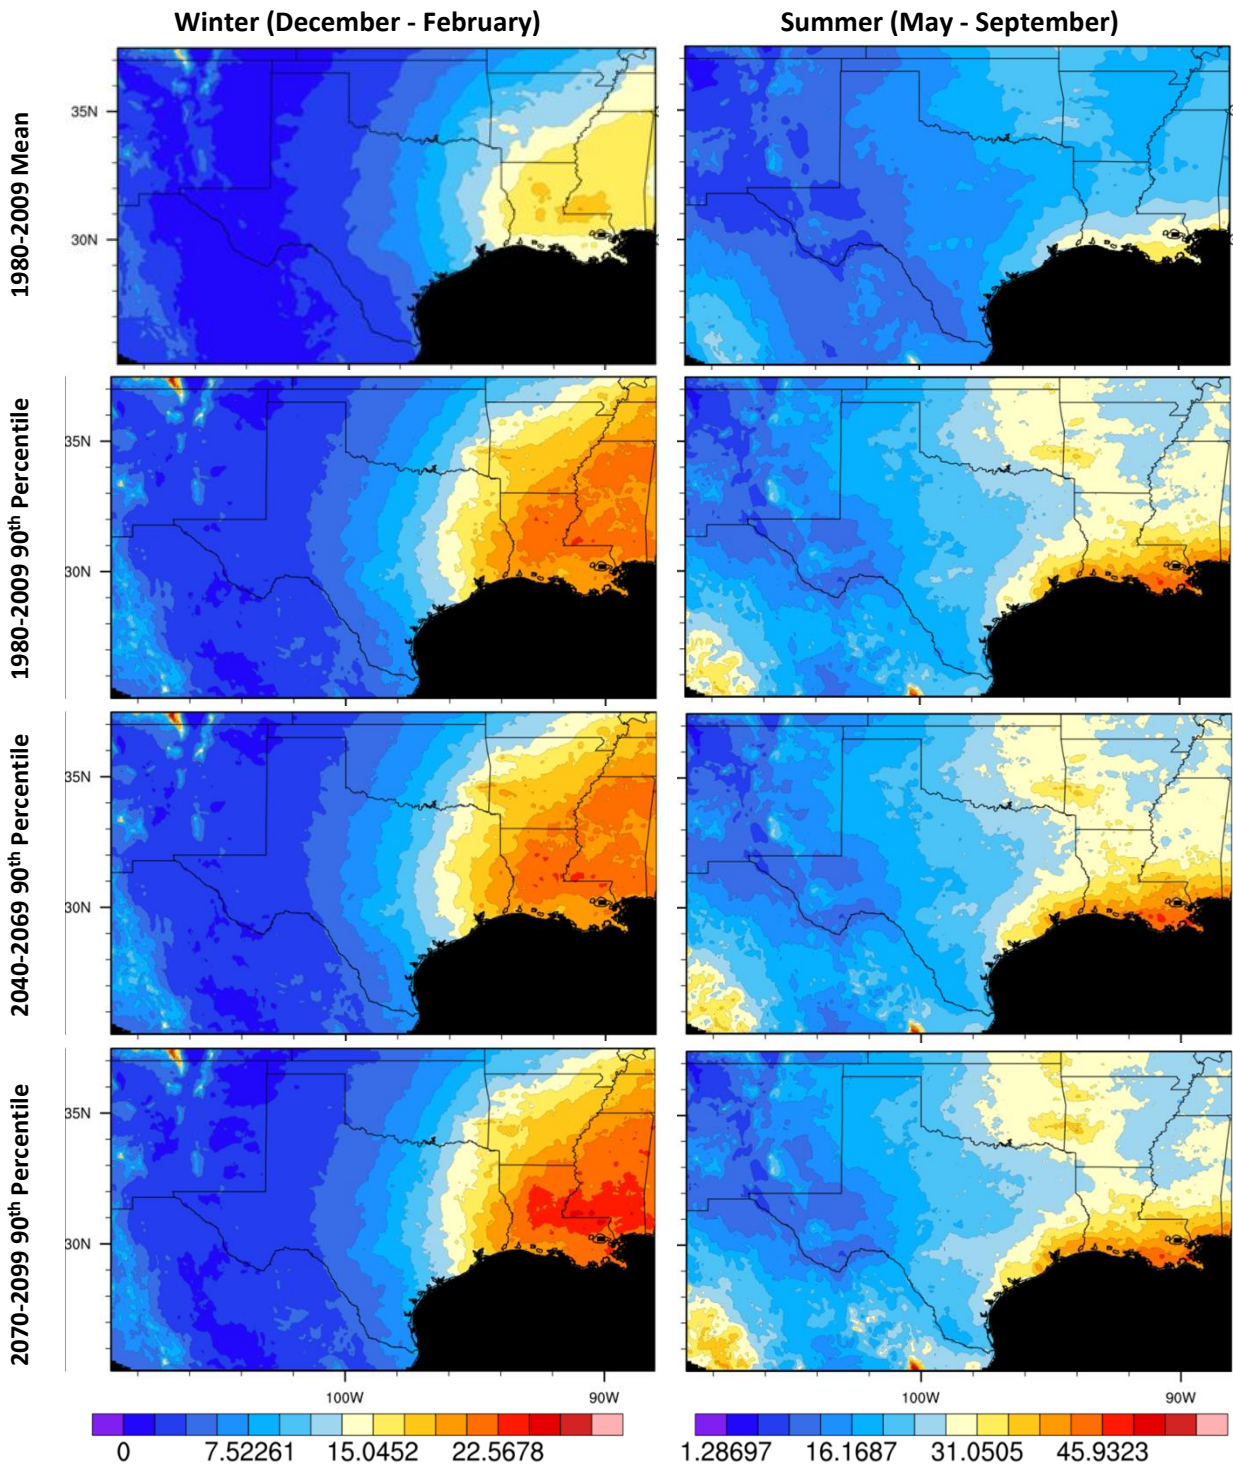 Winter (December - February)
Summer (May - September)
1980-2009 Mean
35N
30N
1980-2009 90th Percentile
35N
30N
2040-2069 90th Percentile
35N
30N
2070-2099 90th Percentile
35N
30N
100W
90W
100W
90W
0
7.52261
15.0452
22.5678
1.28697
16.1687
31.0505
45.9323